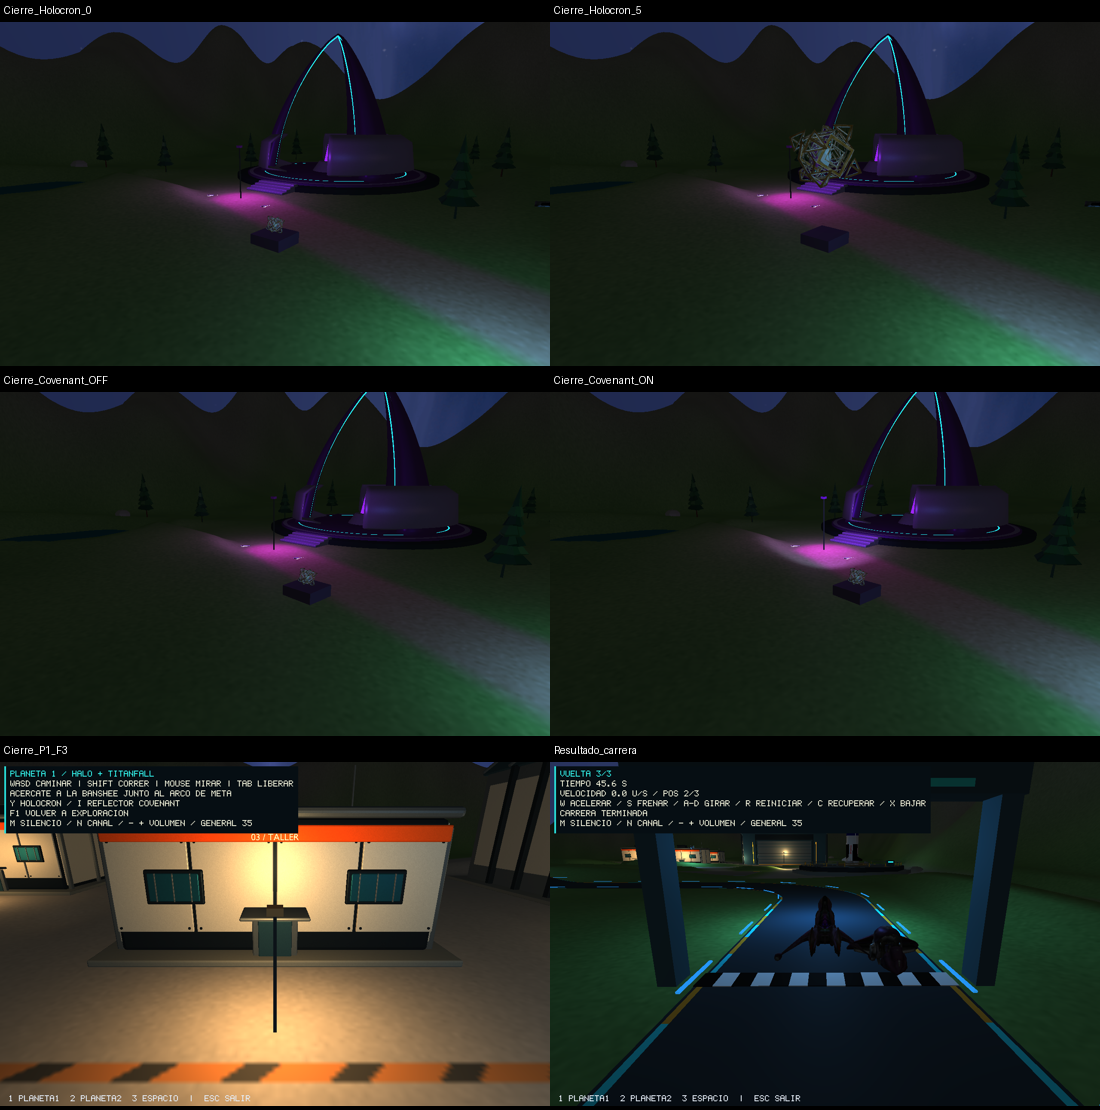 Cierre_Holocron_0
Cierre_Holocron_5
Cierre_Covenant_OFF
Cierre_Covenant_ON
Cierre_P1_F3
PLANETA 1 / HALO + TITANFALL
WASD CAMINAR | SHIFT CORRER | MOUSE MIRAR | TAB LIBERAR
ACERCATE A LA BANSHEE JUNTO AL ARCO DE META
Y HOLOCRON / I REFLECTOR COVENANT
F1 VOLVER A EXPLORACION
M SILENCIO / N CANAL / - + VOLUMEN / GENERAL 35
03 / TALLER
1 PLANETA1 2 PLANETA2 3 ESPACIO | ESC SALIR
Resultado_carrera
VUELTA 3/3
TIEMPO 45.6 S
VELOCIDAD 0.0 U/S / POS 2/3
W ACELERAR / S FRENAR / A-D GIRAR / R REINICIAR / C RECUPERAR / X BAJAR
CARRERA TERMINADA
M SILENCIO / N CANAL / - + VOLUMEN / GENERAL 35
1 PLANETA1 2 PLANETA2 3 ESPACIO | ESC SALIR